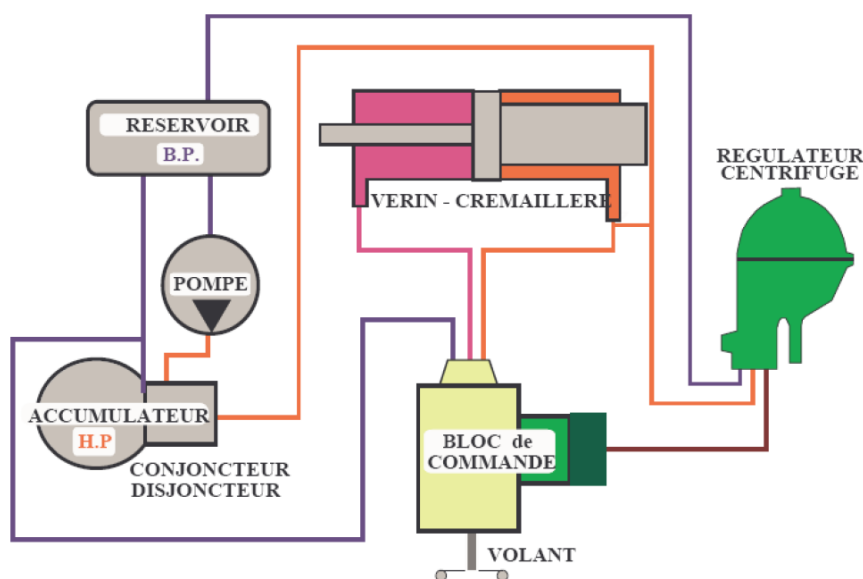 RESERVOIR
B.P.
VERIN - CREMAILLERE
REGULATEUR
CENTRIFUGE
POMPE
ACCUMULATEUR
H.P
CONJONCTEUR
DISJONCTEUR
BLOC de
COMMANDE
VOLANT